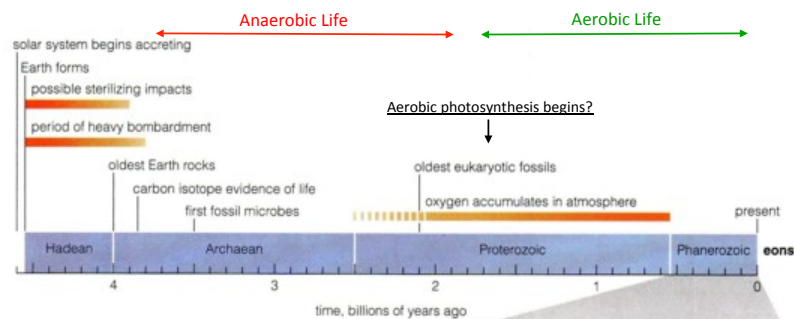 Anaerobic Life
Aerobic Life
solar system begins accreting
Earth forms
possible sterilizing impacts
Aerobic photosynthesis begins?
period of heavy bombardment
oldest Earth rocks
oldest eukaryotic fossils
carbon isotope evidence of life
first fossil microbes
oxygen accumulates in atmosphere
present
Hadean
Archaean
Proterozoic
Phanerozoic
eons
4
3
2
1
0
time, billions of years ago